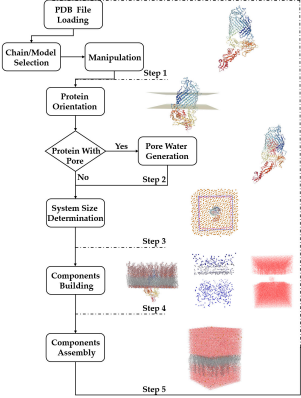 PDB File
Loading
Chain/Model
Selection
Manipulation
Step 1
Protein
Orientation
Protein With
Pore
Yes
Pore Water
Generation
No
Step 2
System Size
Determination
Step 3
Components
Building
Step 4
Components
Assembly
Step 5